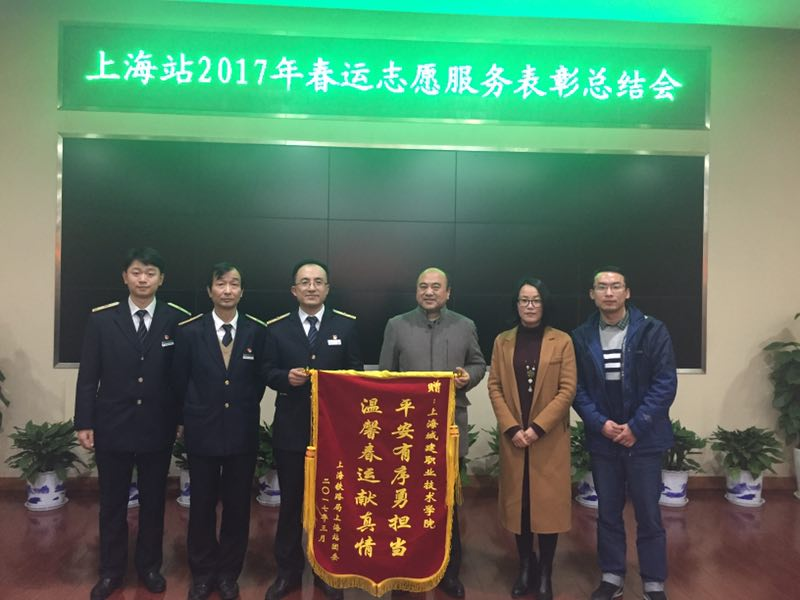 上海站2017年春运志愿服务表彰总结会
赠：上海城建职业技术学院
平安有序勇担当
温馨春运献真情
上海铁路局上海站团委
二〇一七年三月